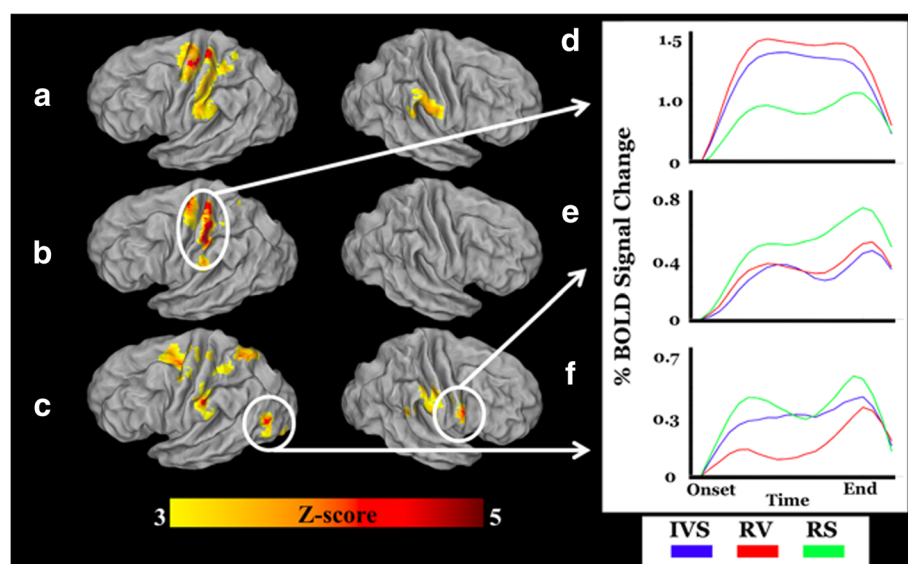 a
b
c
d
e
f
% BOLD Signal Change
1.5
1.0
0
0.8
0.4
0
0.7
0.3
0
Onset
Time
End
3
Z-score
5
IVS RV RS